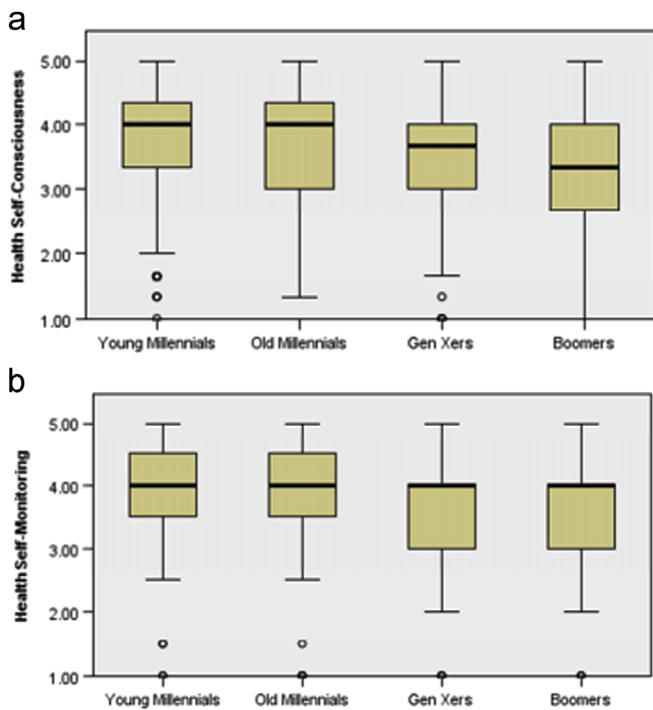 a
Health Self-Consciousness
5.00
4.00
3.00
2.00
1.00
Young Millennials Old Millennials Gen Xers Boomers
b
Health Self-Monitoring
5.00
4.00
3.00
2.00
1.00
Young Millennials Old Millennials Gen Xers Boomers